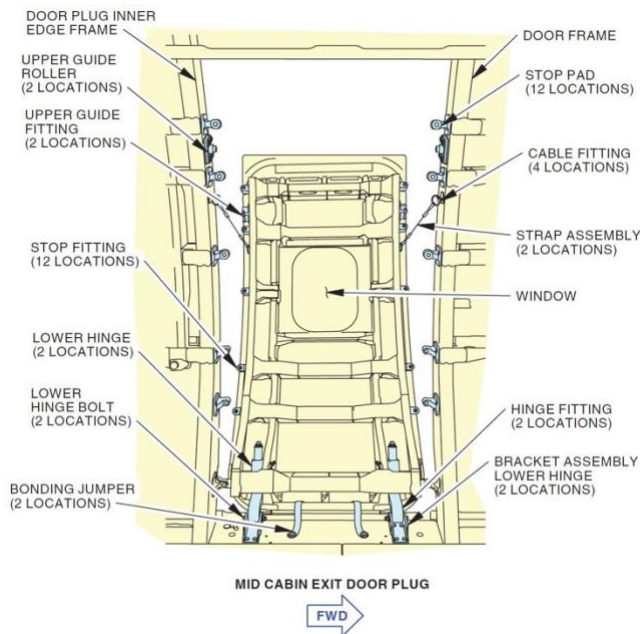 DOOR PLUG INNER
EDGE FRAME
UPPER GUIDE
ROLLER
(2 LOCATIONS)
UPPER GUIDE
FITTING
(2 LOCATIONS)
STOP FITTING
(12 LOCATIONS)
LOWER HINGE
(2 LOCATIONS)
LOWER
HINGE BOLT
(2 LOCATIONS)
BONDING JUMPER
(2 LOCATIONS)
DOOR FRAME
STOP PAD
(12 LOCATIONS)
CABLE FITTING
(4 LOCATIONS)
STRAP ASSEMBLY
(2 LOCATIONS)
WINDOW
HINGE FITTING
(2 LOCATIONS)
BRACKET ASSEMBLY
LOWER HINGE
(2 LOCATIONS)
MID CABIN EXIT DOOR PLUG
FWD